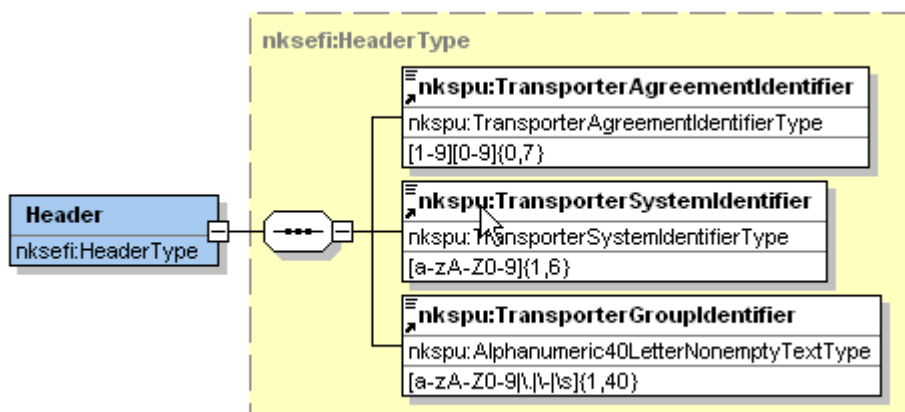 nksefi:HeaderType
nkspu:TransporterAgreementIdentifier
nkspu:TransporterAgreementIdentifierType
[1-9][0-9]{0,7}
Header
nksefi:HeaderType
nkspu:TransporterSystemIdentifier
nkspu:TransporterSystemIdentifierType
[a-zA-Z0-9]{1,6}
nkspu:TransporterGroupIdentifier
nkspu:Alphanumeric40LetterNonemptyTextType
[a-zA-Z0-9|\.|\-|\s]{1,40}